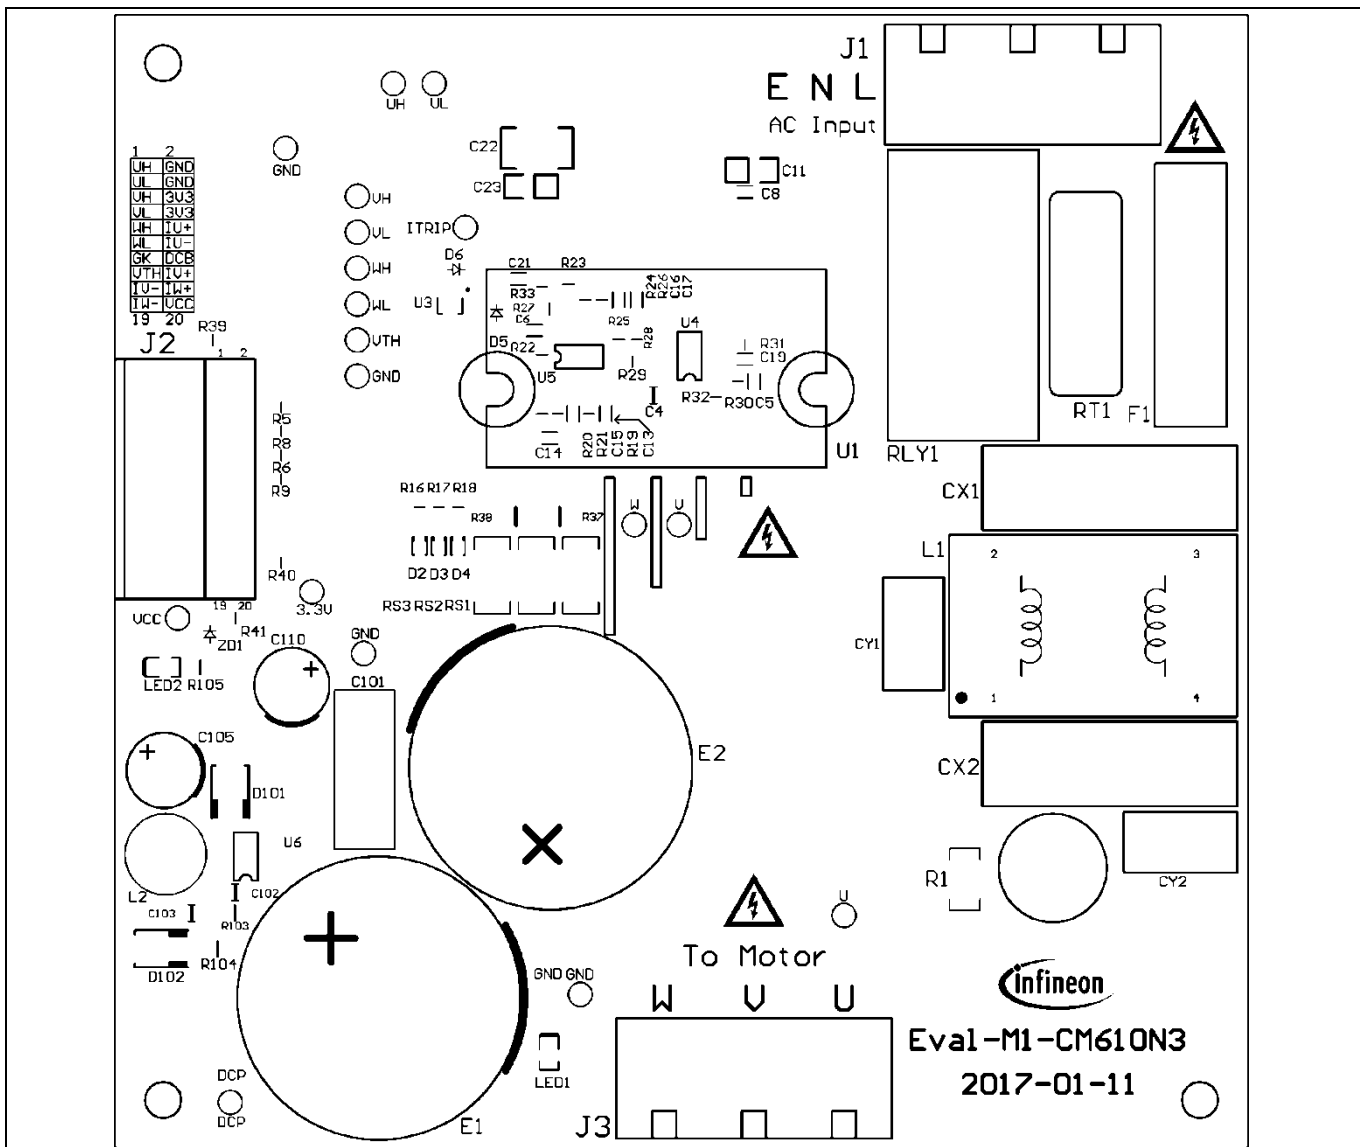 J1
E N L
AC Input
UH UL
GND
C22
C23
C11
C8
1 2
UH GND
UL GND
VH 3V3
VL 3V3
WH IU+
WL IU-
GK DCB
VTH IV+
IV- IW+
IW- VCC
19 20
J2
R39
1 2
VH
VL
WH
WL
VTH
GND
ITRIP
D6
U3
C21
R23
R33
R27
C6
D5
R22
U5
R25
R28
R29
R24
R26
C16
C17
U4
R31
C19
R32
R30
C5
C4
C14
R20
R21
C15
R19
C13
U1
RLY1
RT1
F1
R5
R8
R6
R9
R40
3.3V
R16 R17 R18
R38
R37
W
V
D2 D3 D4
RS3 RS2 RS1
CX1
L1
2 3
1 4
CY1
CX2
CY2
R1
VCC
19 20
ZD1
R41
LED2
R105
C110
GND
C101
C105
D101
U6
L2
C102
C103
R103
D102
R104
E2
E1
U
To Motor
W V U
GND GND
LED1
J3
DCP
DCP
infineon
Eval-M1-CM610N3
2017-01-11